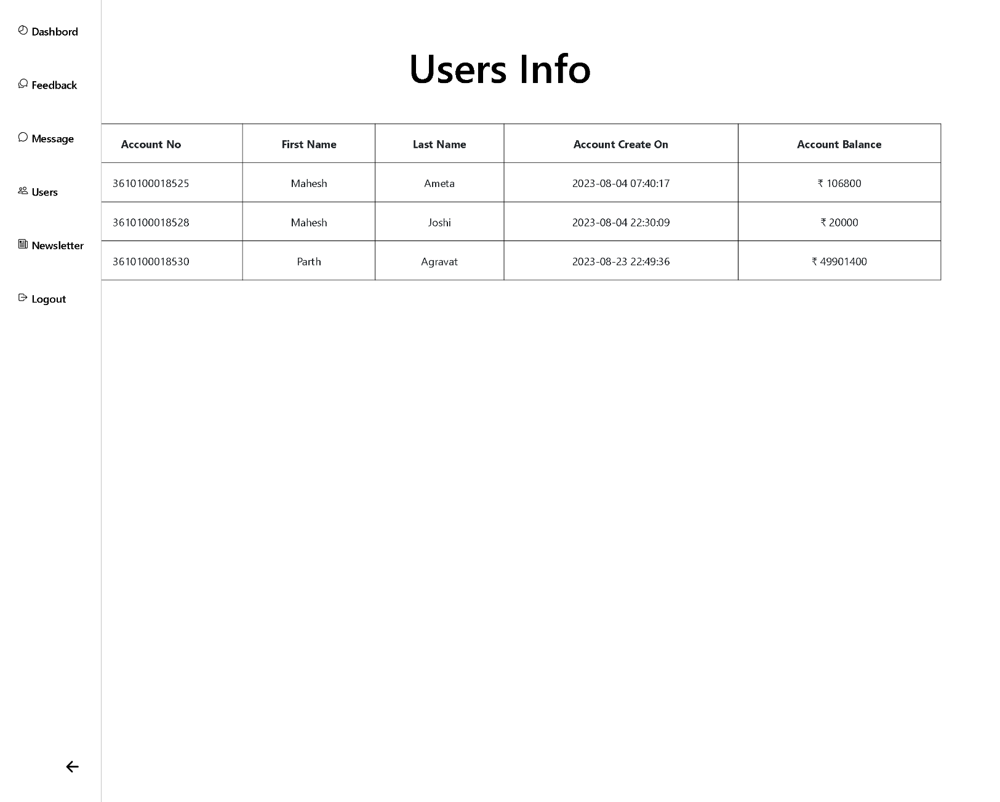 Dashbord
Feedback
Message
Users
Newsletter
Logout
Users Info
Account No First Name Last Name Account Create On Account Balance
3610100018525 Mahesh Ameta 2023-08-04 07:40:17 ₹ 106800
3610100018528 Mahesh Joshi 2023-08-04 22:30:09 ₹ 20000
3610100018530 Parth Agravat 2023-08-23 22:49:36 ₹ 49901400